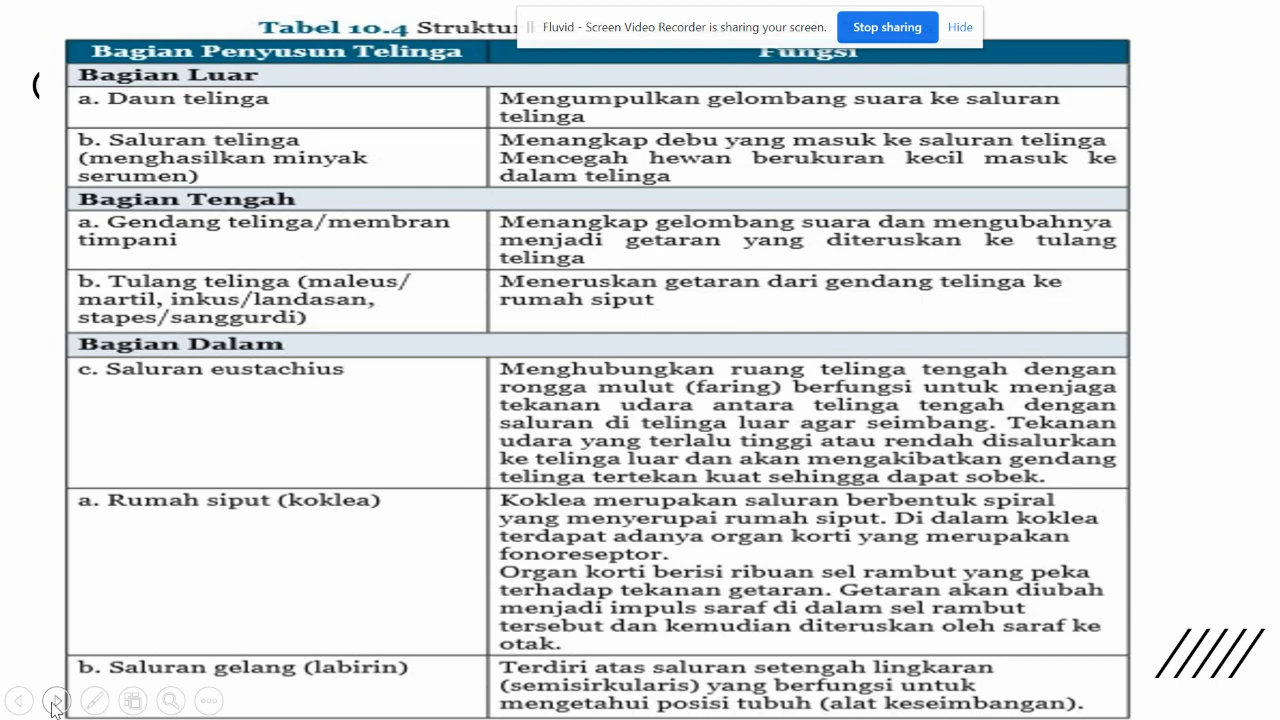 Tabel 10.4 Struktur
Fluvid - Screen Video Recorder is sharing your screen.
Stop sharing
Hide
Bagian Penyusun Telinga
Fungsi
Bagian Luar
a. Daun telinga
Mengumpulkan gelombang suara ke saluran
telinga
b. Saluran telinga
(menghasilkan minyak
serumen)
Menangkap debu yang masuk ke saluran telinga
Mencegah hewan berukuran kecil masuk ke
dalam telinga
Bagian Tengah
a. Gendang telinga/membran
timpani
Menangkap gelombang suara dan mengubahnya
menjadi getaran yang diteruskan ke tulang
telinga
b. Tulang telinga (maleus/
martil, inkus/landasan,
stapes/sanggurdi)
Meneruskan getaran dari gendang telinga ke
rumah siput
Bagian Dalam
c. Saluran eustachius
Menghubungkan ruang telinga tengah dengan
rongga mulut (faring) berfungsi untuk menjaga
tekanan udara antara telinga tengah dengan
saluran di telinga luar agar seimbang. Tekanan
udara yang terlalu tinggi atau rendah disalurkan
ke telinga luar dan akan mengakibatkan gendang
telinga tertekan kuat sehingga dapat sobek.
a. Rumah siput (koklea)
Koklea merupakan saluran berbentuk spiral
yang menyerupai rumah siput. Di dalam koklea
terdapat adanya organ korti yang merupakan
fonoreseptor.
Organ korti berisi ribuan sel rambut yang peka
terhadap tekanan getaran. Getaran akan diubah
menjadi impuls saraf di dalam sel rambut
tersebut dan kemudian diteruskan oleh saraf ke
otak.
b. Saluran gelang (labirin)
Terdiri atas saluran setengah lingkaran
(semisirkularis) yang berfungsi untuk
mengetahui posisi tubuh (alat keseimbangan).